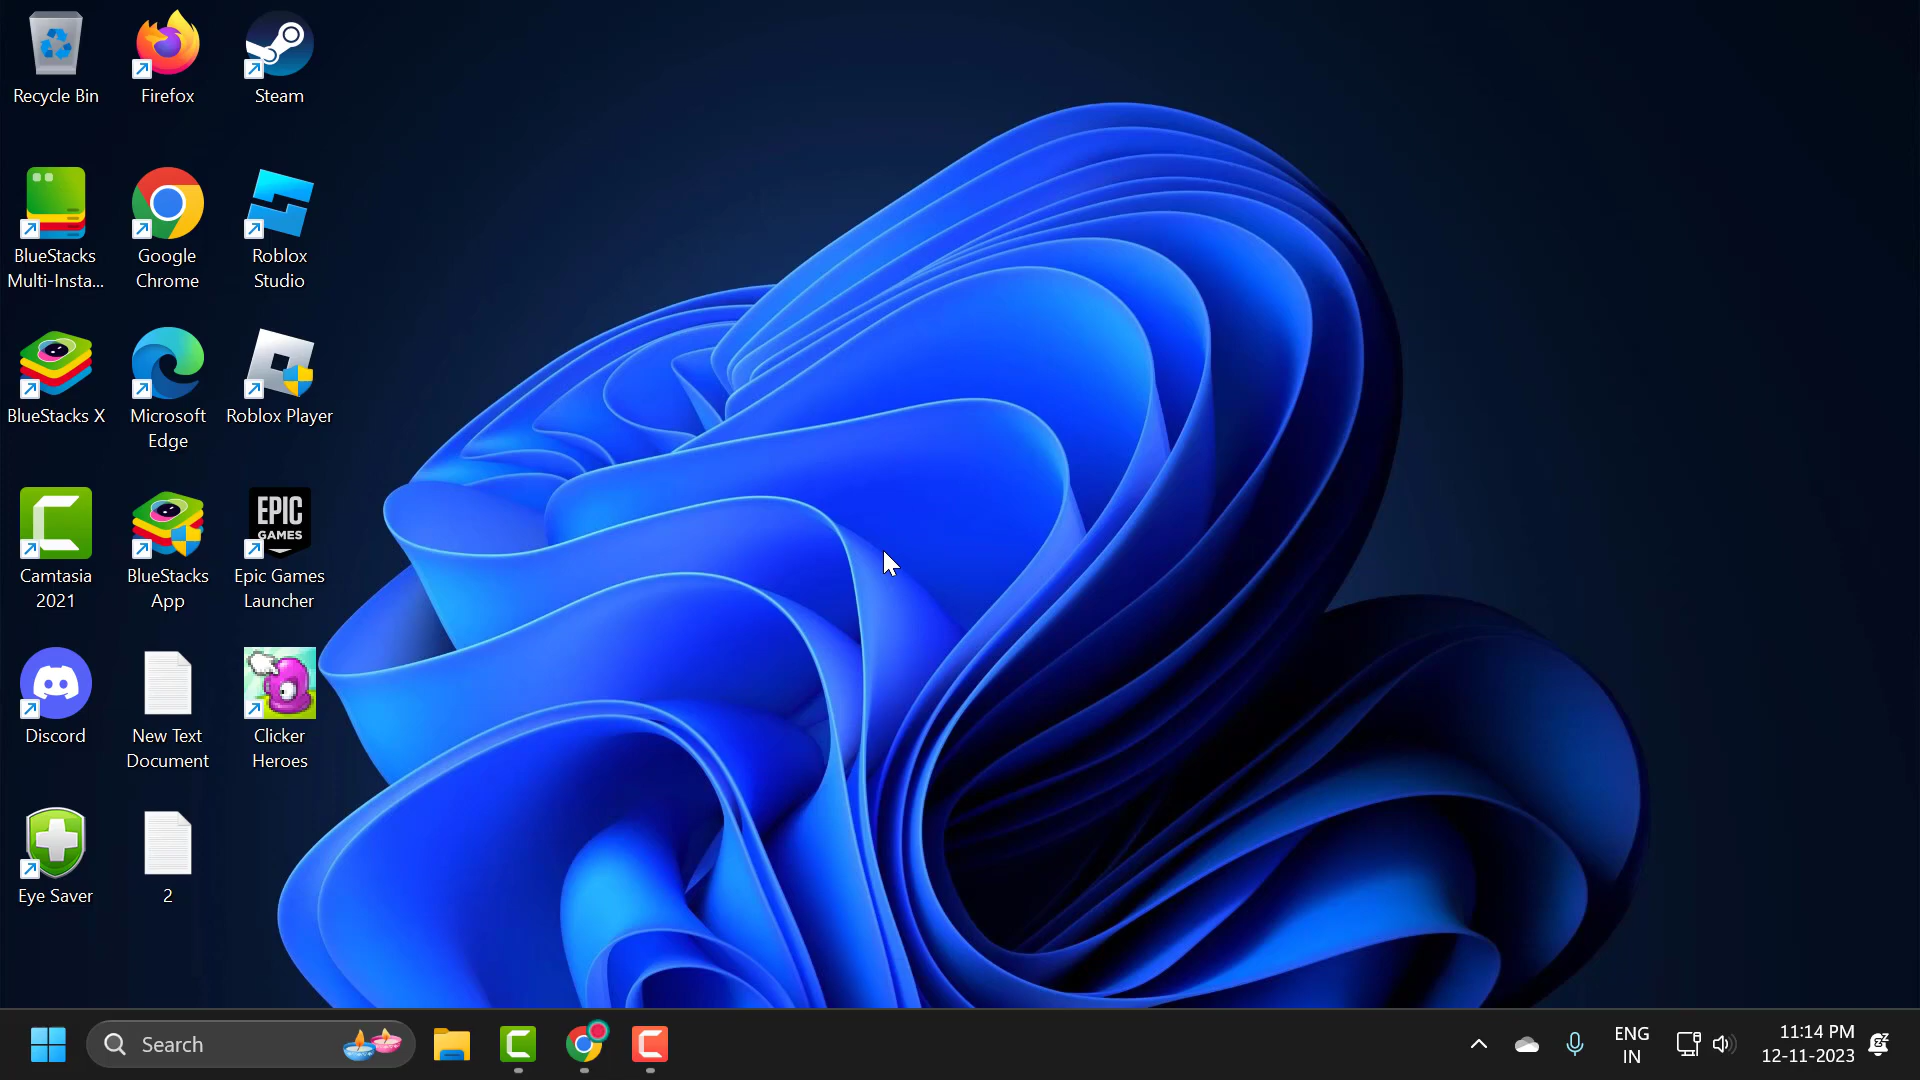 Recycle Bin
Firefox
Steam
BlueStacks
Multi-Insta...
Google
Chrome
Roblox
Studio
BlueStacks X
Microsoft
Edge
Roblox Player
EPIC
GAMES
Camtasia
2021
BlueStacks
App
Epic Games
Launcher
Discord
New Text
Document
Clicker
Heroes
Eye Saver
2
Search
ENG
IN
11:14 PM
12-11-2023